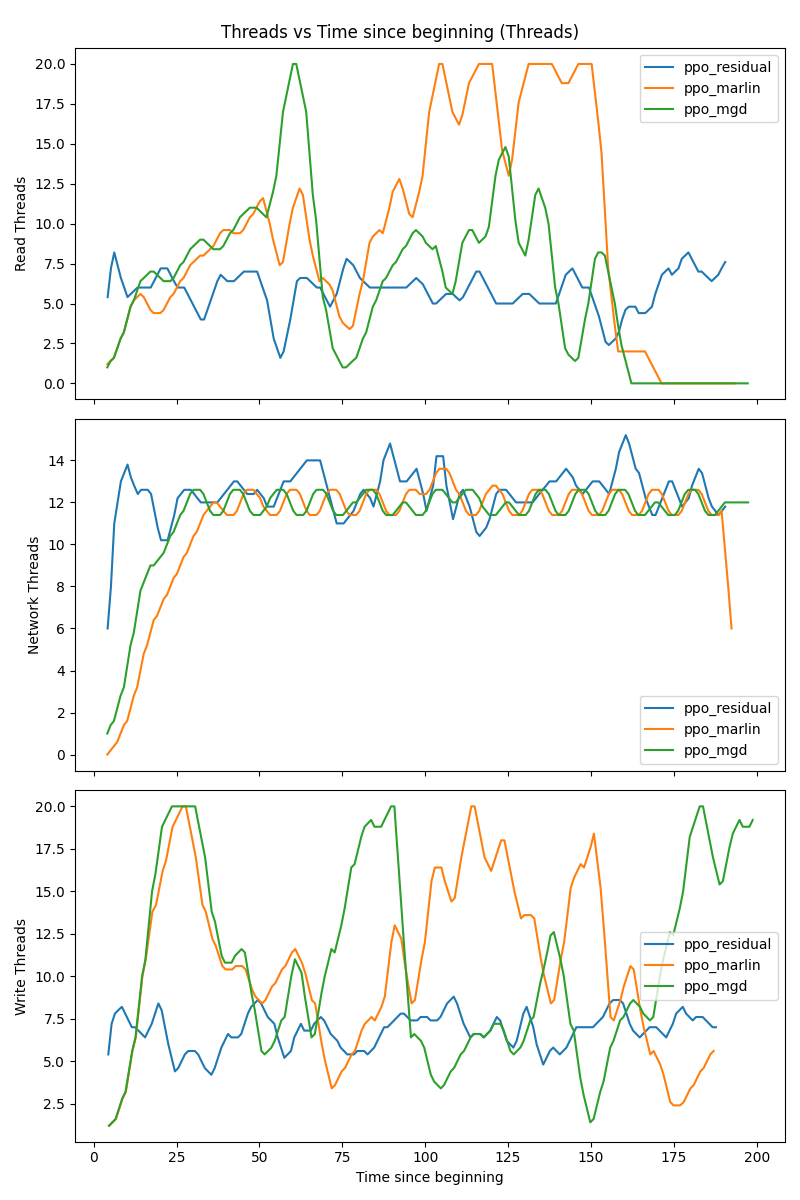 Threads vs Time since beginning (Threads)
20.0
17.5
15.0
12.5
10.0
7.5
5.0
2.5
0.0
Read Threads
ppo_residual
ppo_marlin
ppo_mgd
14
12
10
8
6
4
2
0
Network Threads
ppo_residual
ppo_marlin
ppo_mgd
20.0
17.5
15.0
12.5
10.0
7.5
5.0
2.5
Write Threads
ppo_residual
ppo_marlin
ppo_mgd
0 25 50 75 100 125 150 175 200
Time since beginning